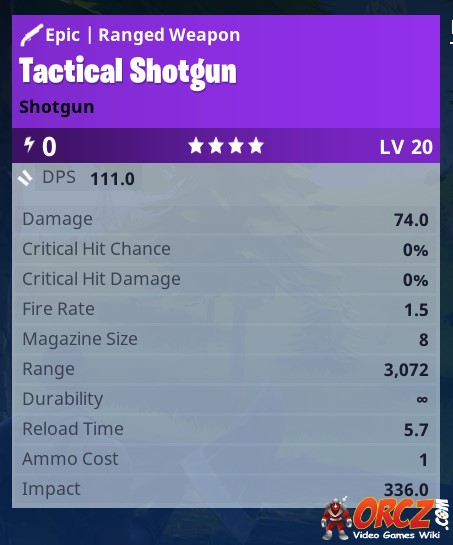 Epic | Ranged Weapon
Tactical Shotgun
Shotgun
0 ★★★★ LV 20
DPS 111.0
Damage 74.0
Critical Hit Chance 0%
Critical Hit Damage 0%
Fire Rate 1.5
Magazine Size 8
Range 3,072
Durability ∞
Reload Time 5.7
Ammo Cost 1
Impact 336.0
ORCZ.COM
Video Games Wiki